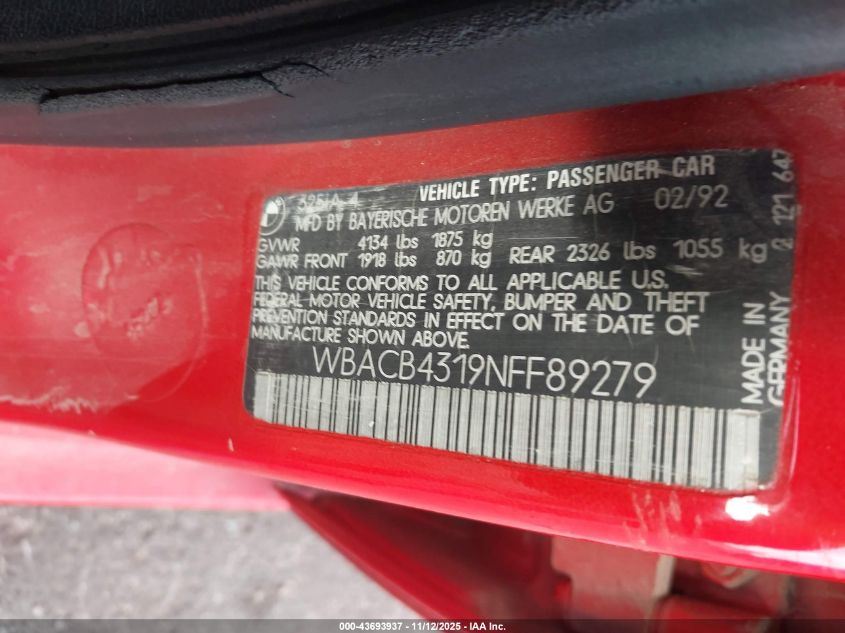 325iA 4 VEHICLE TYPE: PASSENGER CAR
MFD BY BAYERISCHE MOTOREN WERKE AG 02/92
GVWR 4134 lbs 1875 kg
GAWR FRONT 1918 lbs 870 kg REAR 2326 lbs 1055 kg
THIS VEHICLE CONFORMS TO ALL APPLICABLE U.S.
FEDERAL MOTOR VEHICLE SAFETY, BUMPER AND THEFT
PREVENTION STANDARDS IN EFFECT ON THE DATE OF
MANUFACTURE SHOWN ABOVE.
WBACB4319NFF89279
2 121 647
MADE IN
GERMANY
000-43693937 - 11/12/2025 - IAA Inc.